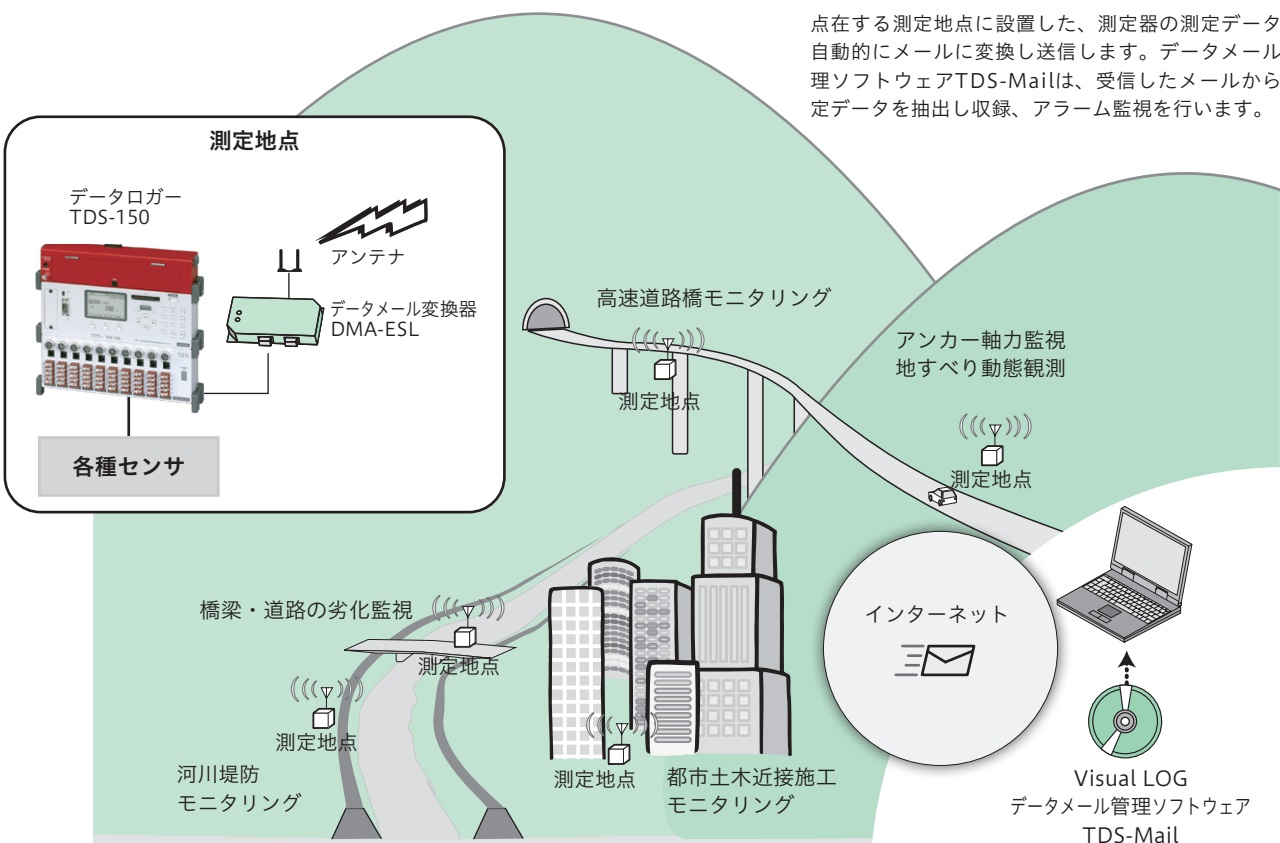 点在する測定地点に設置した、測定器の測定データ
自動的にメールに変換し送信します。データメール
理ソフトウェアTDS-Mailは、受信したメールから
定データを抽出し収録、アラーム監視を行います。
測定地点
データロガー
TDS-150
アンテナ
データメール変換器
DMA-ESL
各種センサ
高速道路橋モニタリング
測定地点
アンカー軸力監視
地すべり動態観測
測定地点
橋梁・道路の劣化監視
測定地点
測定地点
河川堤防
モニタリング
測定地点
都市土木近接施工
モニタリング
インターネット
Visual LOG
データメール管理ソフトウェア
TDS-Mail